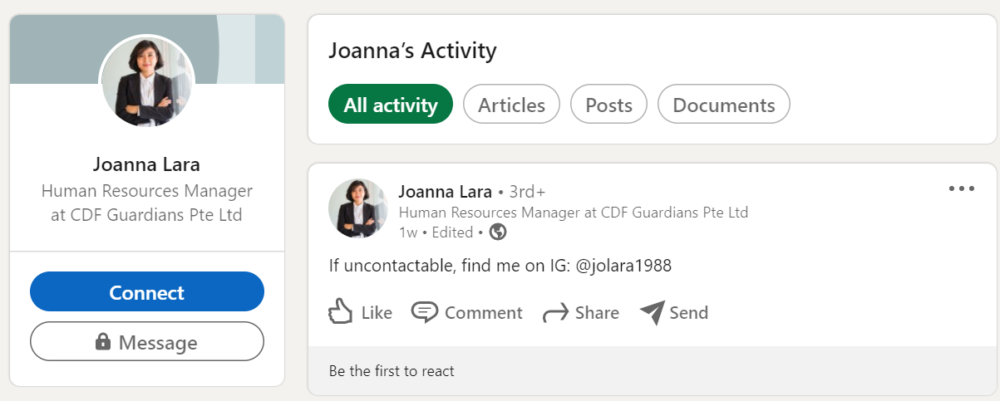 Joanna Lara
Human Resources Manager
at CDF Guardians Pte Ltd
Connect
Message
Joanna’s Activity
All activity
Articles
Posts
Documents
Joanna Lara • 3rd+
Human Resources Manager at CDF Guardians Pte Ltd
1w • Edited •
If uncontactable, find me on IG: @jolara1988
Like
Comment
Share
Send
Be the first to react